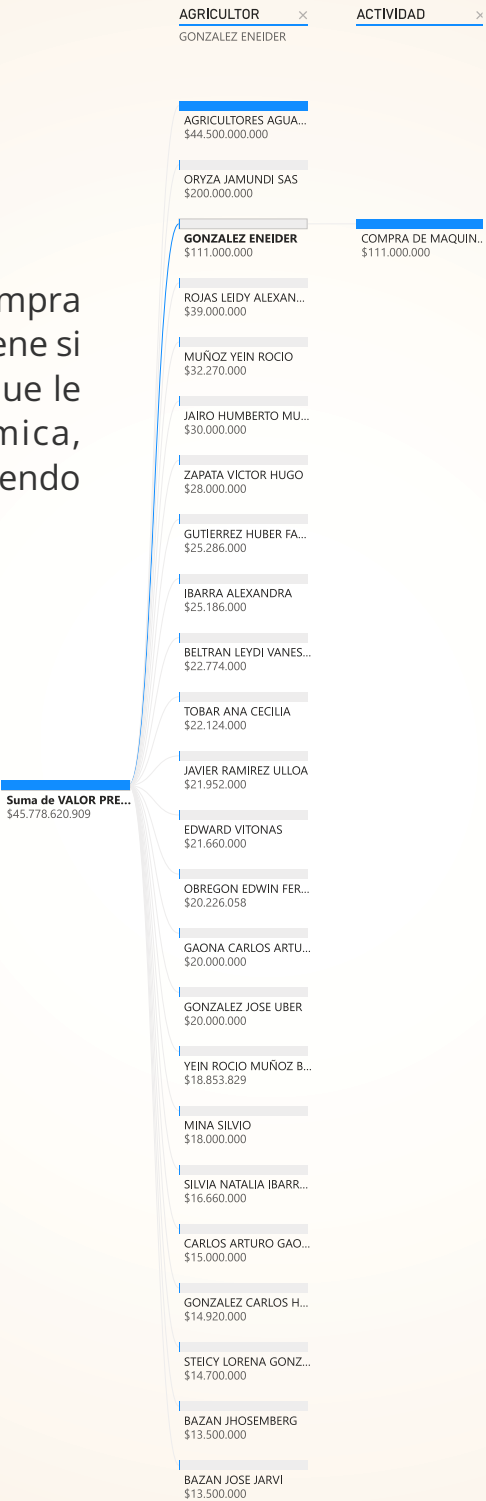 AGRICULTOR
GONZALEZ ENEIDER
ACTIVIDAD
AGRICULTORES AGUA...
$44.500.000.000
ORYZA JAMUNDI SAS
$200.000.000
GONZALEZ ENEIDER
$111.000.000
COMPRA DE MAQUIN...
$111.000.000
ROJAS LEIDY ALEXAN...
$39.000.000
MUÑOZ YEIN ROCIO
$32.270.000
JAIRO HUMBERTO MU...
$30.000.000
ZAPATA VICTOR HUGO
$28.000.000
GUTIERREZ HUBER FA...
$25.286.000
IBARRA ALEXANDRA
$25.186.000
BELTRAN LEYDI VANES...
$22.774.000
TOBAR ANA CECILIA
$22.124.000
JAVIER RAMIREZ ULLOA
$21.952.000
EDWARD VITONAS
$21.660.000
OBREGON EDWIN FER...
$20.226.058
GAONA CARLOS ARTU...
$20.000.000
GONZALEZ JOSE UBER
$20.000.000
YEIN ROCIO MUÑOZ B...
$18.853.829
MINA SILVIO
$18.000.000
SILVIA NATALIA IBARR...
$16.660.000
CARLOS ARTURO GAO...
$15.000.000
GONZALEZ CARLOS H...
$14.920.000
STEICY LORENA GONZ...
$14.700.000
BAZAN JHOSEMBERG
$13.500.000
BAZAN JOSE JARVI
$13.500.000
Suma de VALOR PRE...
$45.778.620.909
mpra
ene si
ue le
mica,
endo